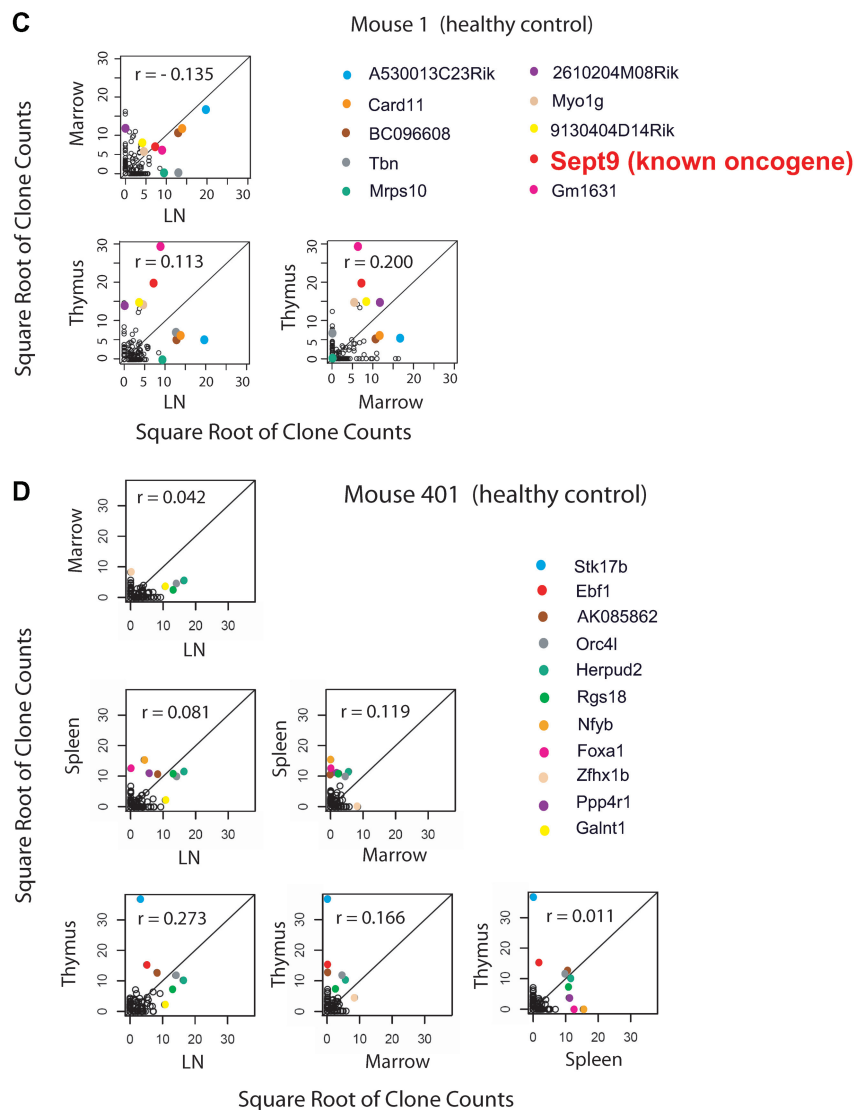 C
Mouse 1 (healthy control)
Square Root of Clone Counts
Marrow
30
20
10
5
0
r = - 0.135
0 5 10 20 30
LN
A530013C23Rik
Card11
BC096608
Tbn
Mrps10
2610204M08Rik
Myo1g
9130404D14Rik
Sept9 (known oncogene)
Gm1631
Thymus
30
20
10
5
0
r = 0.113
0 5 10 20 30
LN
Thymus
30
20
10
5
0
r = 0.200
0 5 10 20 30
Marrow
Square Root of Clone Counts
D
Mouse 401 (healthy control)
Square Root of Clone Counts
Marrow
30
20
10
0
r = 0.042
0 10 20 30
LN
Stk17b
Ebf1
AK085862
Orc4l
Herpud2
Rgs18
Nfyb
Foxa1
Zfhx1b
Ppp4r1
Galnt1
Spleen
30
20
10
0
r = 0.081
0 10 20 30
LN
Spleen
30
20
10
0
r = 0.119
0 10 20 30
Marrow
Thymus
30
20
10
0
r = 0.273
0 10 20 30
LN
Thymus
30
20
10
0
r = 0.166
0 10 20 30
Marrow
Thymus
30
20
10
0
r = 0.011
0 10 20 30
Spleen
Square Root of Clone Counts